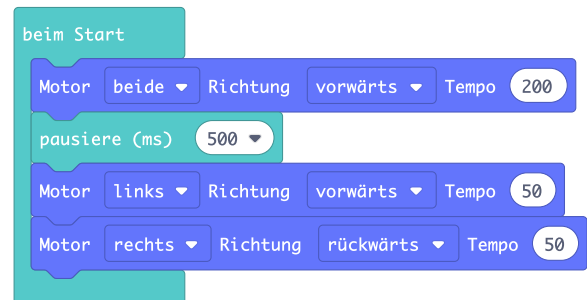 beim Start
Motor beide Richtung vorwärts Tempo 200
pausiere (ms) 500
Motor links Richtung vorwärts Tempo 50
Motor rechts Richtung rückwärts Tempo 50